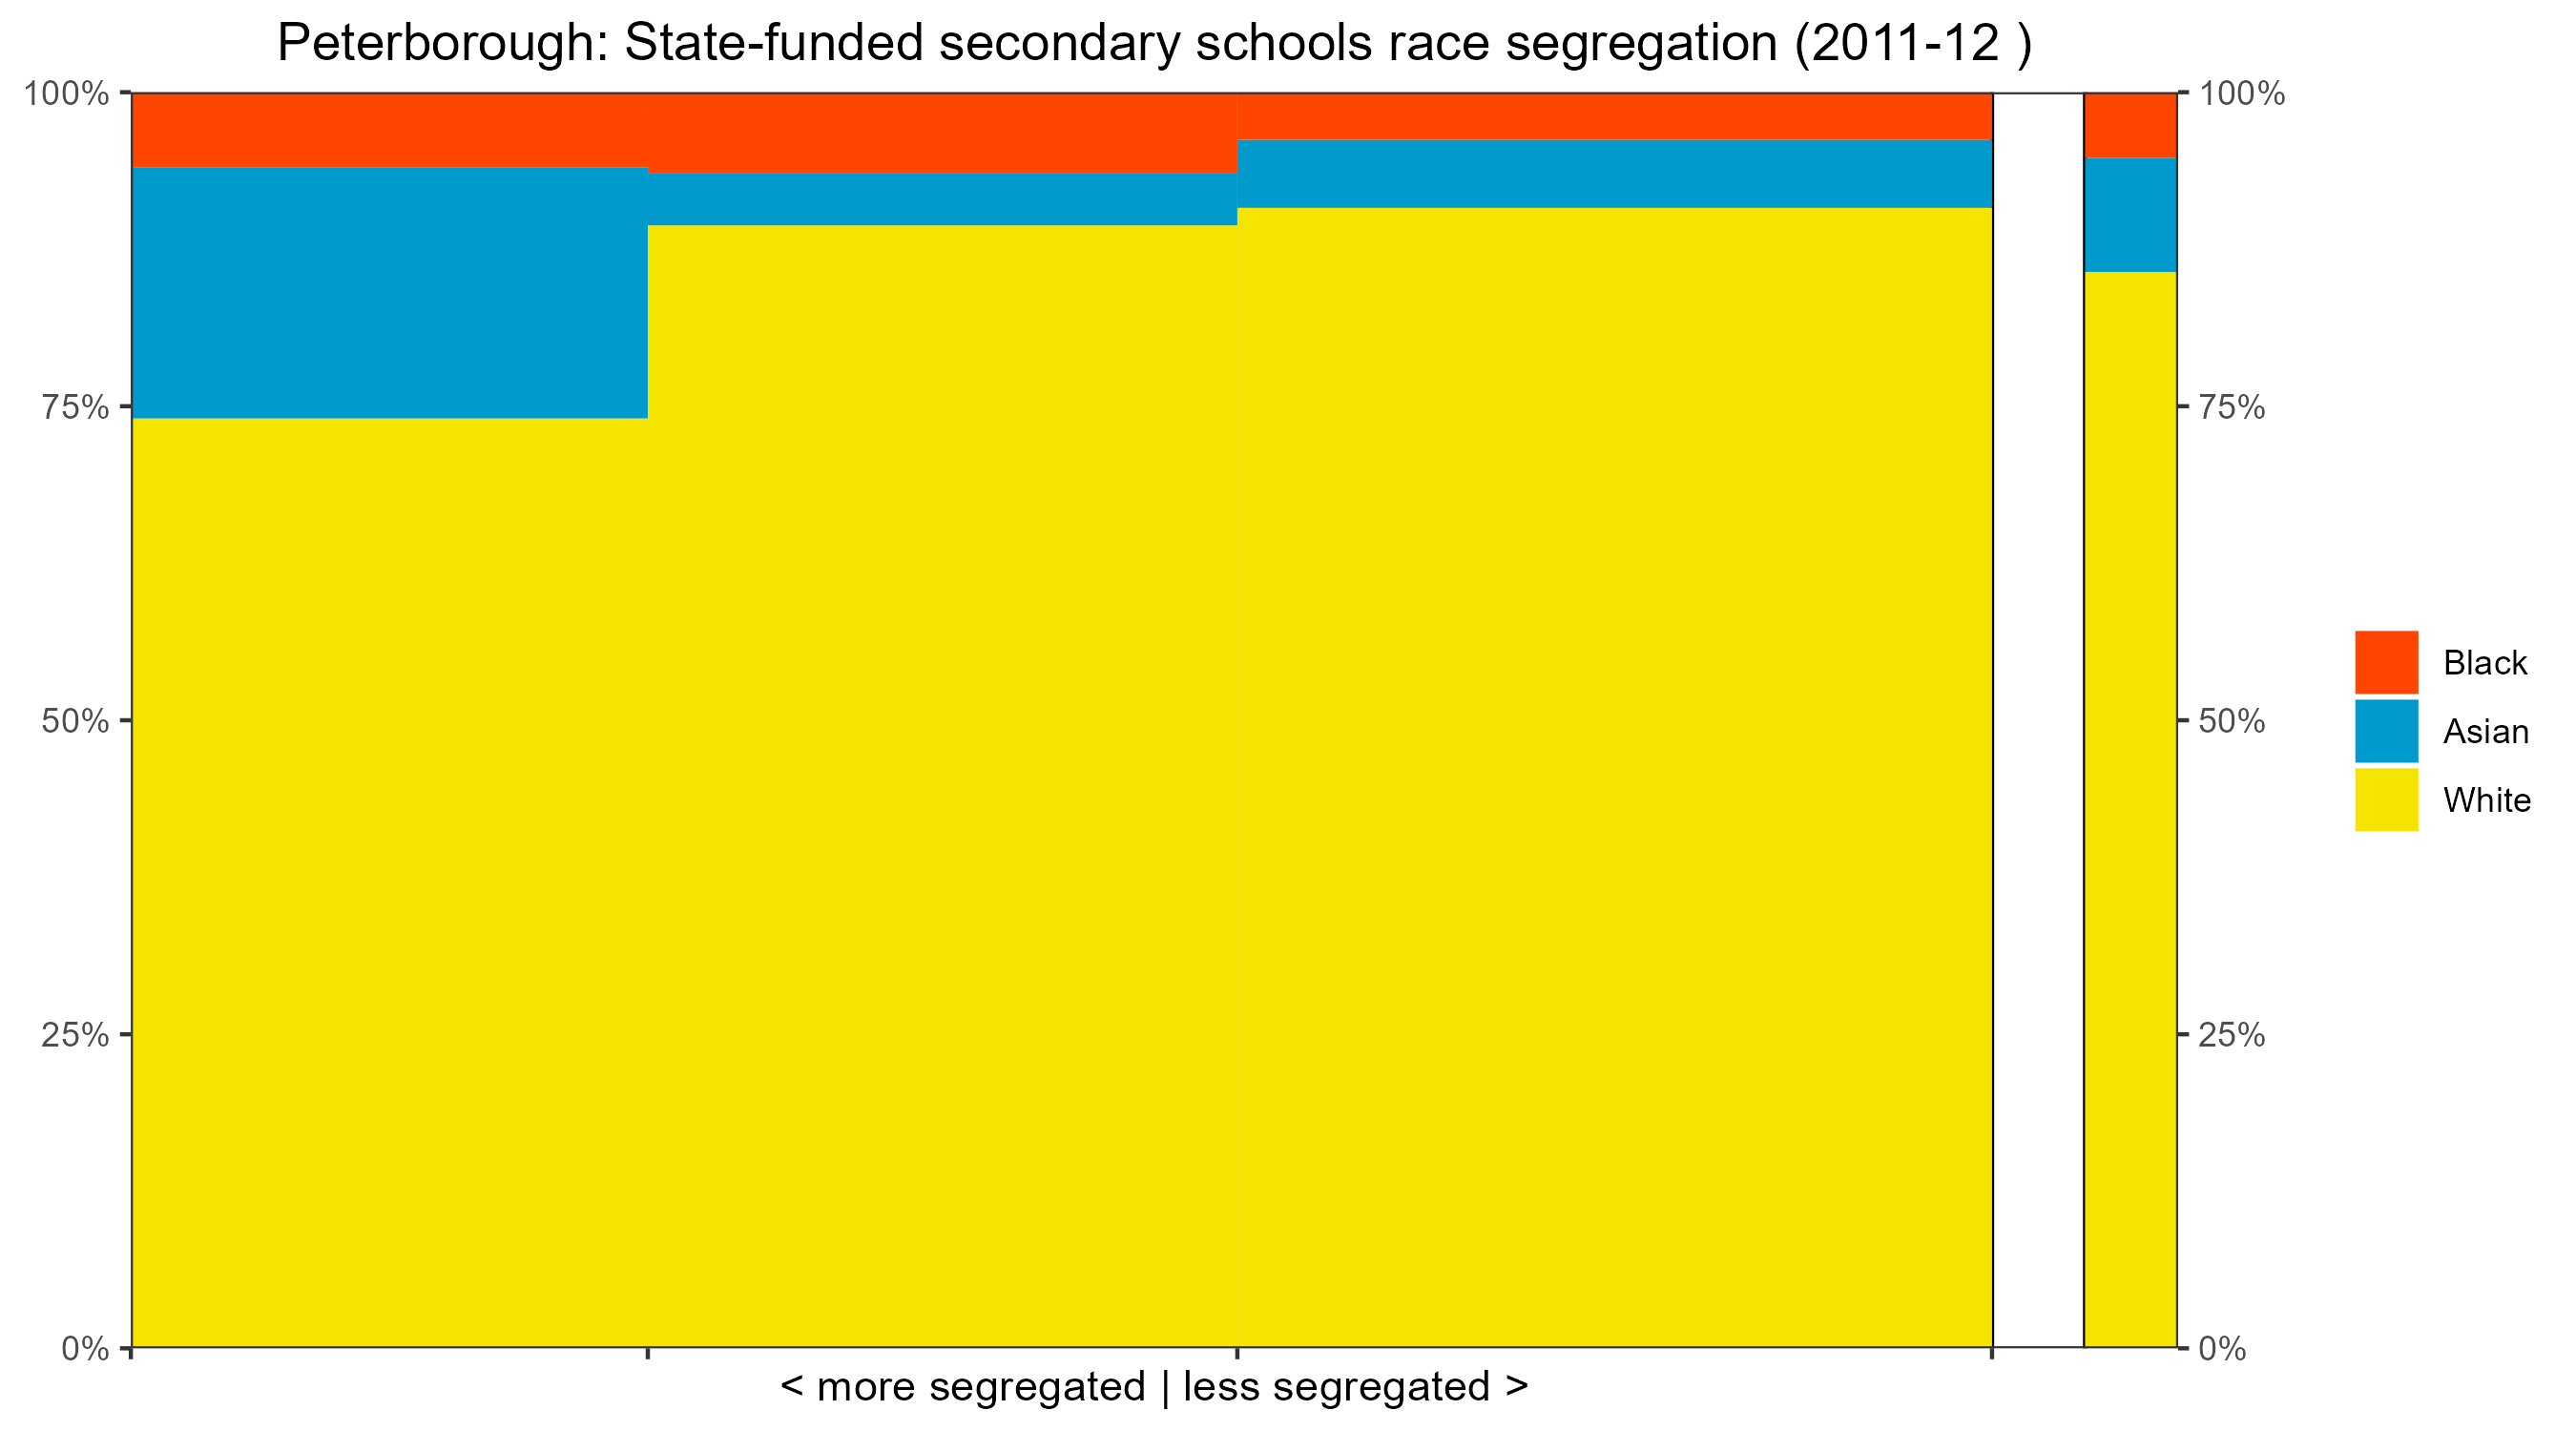 Peterborough: State-funded secondary schools race segregation (2011-12 )
100%
75%
50%
25%
0%
100%
75%
50%
25%
0%
Black
Asian
White
< more segregated | less segregated >